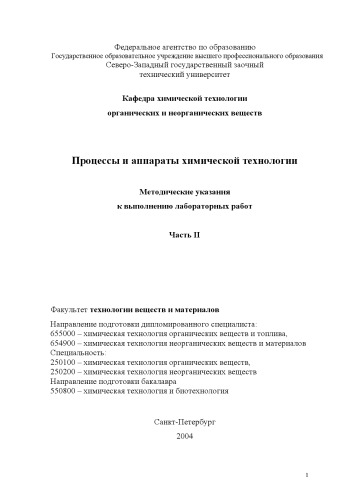 Федеральное агентство по образованию
Государственное образовательное учреждение высшего профессионального образования
Северо-Западный государственный заочный
технический университет
Кафедра химической технологии
органических и неорганических веществ
Процессы и аппараты химической технологии
Методические указания
к выполнению лабораторных работ
Часть II
Факультет технологии веществ и материалов
Направление подготовки дипломированного специалиста:
655000 – химическая технология органических веществ и топлива,
654900 – химическая технология неорганических веществ и материалов
Специальность:
250100 – химическая технология органических веществ,
250200 – химическая технология неорганических веществ
Направление подготовки бакалавра
550800 – химическая технология и биотехнология
Санкт-Петербург
2004
1